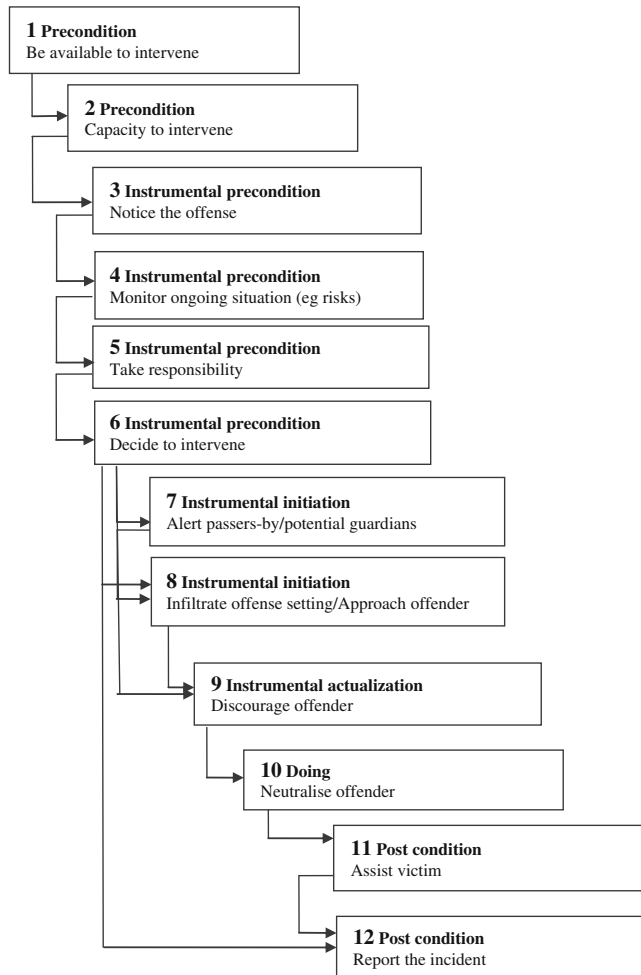 1 Precondition
Be available to intervene
2 Precondition
Capacity to intervene
3 Instrumental precondition
Notice the offense
4 Instrumental precondition
Monitor ongoing situation (eg risks)
5 Instrumental precondition
Take responsibility
6 Instrumental precondition
Decide to intervene
7 Instrumental initiation
Alert passers-by/potential guardians
8 Instrumental initiation
Infiltrate offense setting/Approach offender
9 Instrumental actualization
Discourage offender
10 Doing
Neutralise offender
11 Post condition
Assist victim
12 Post condition
Report the incident